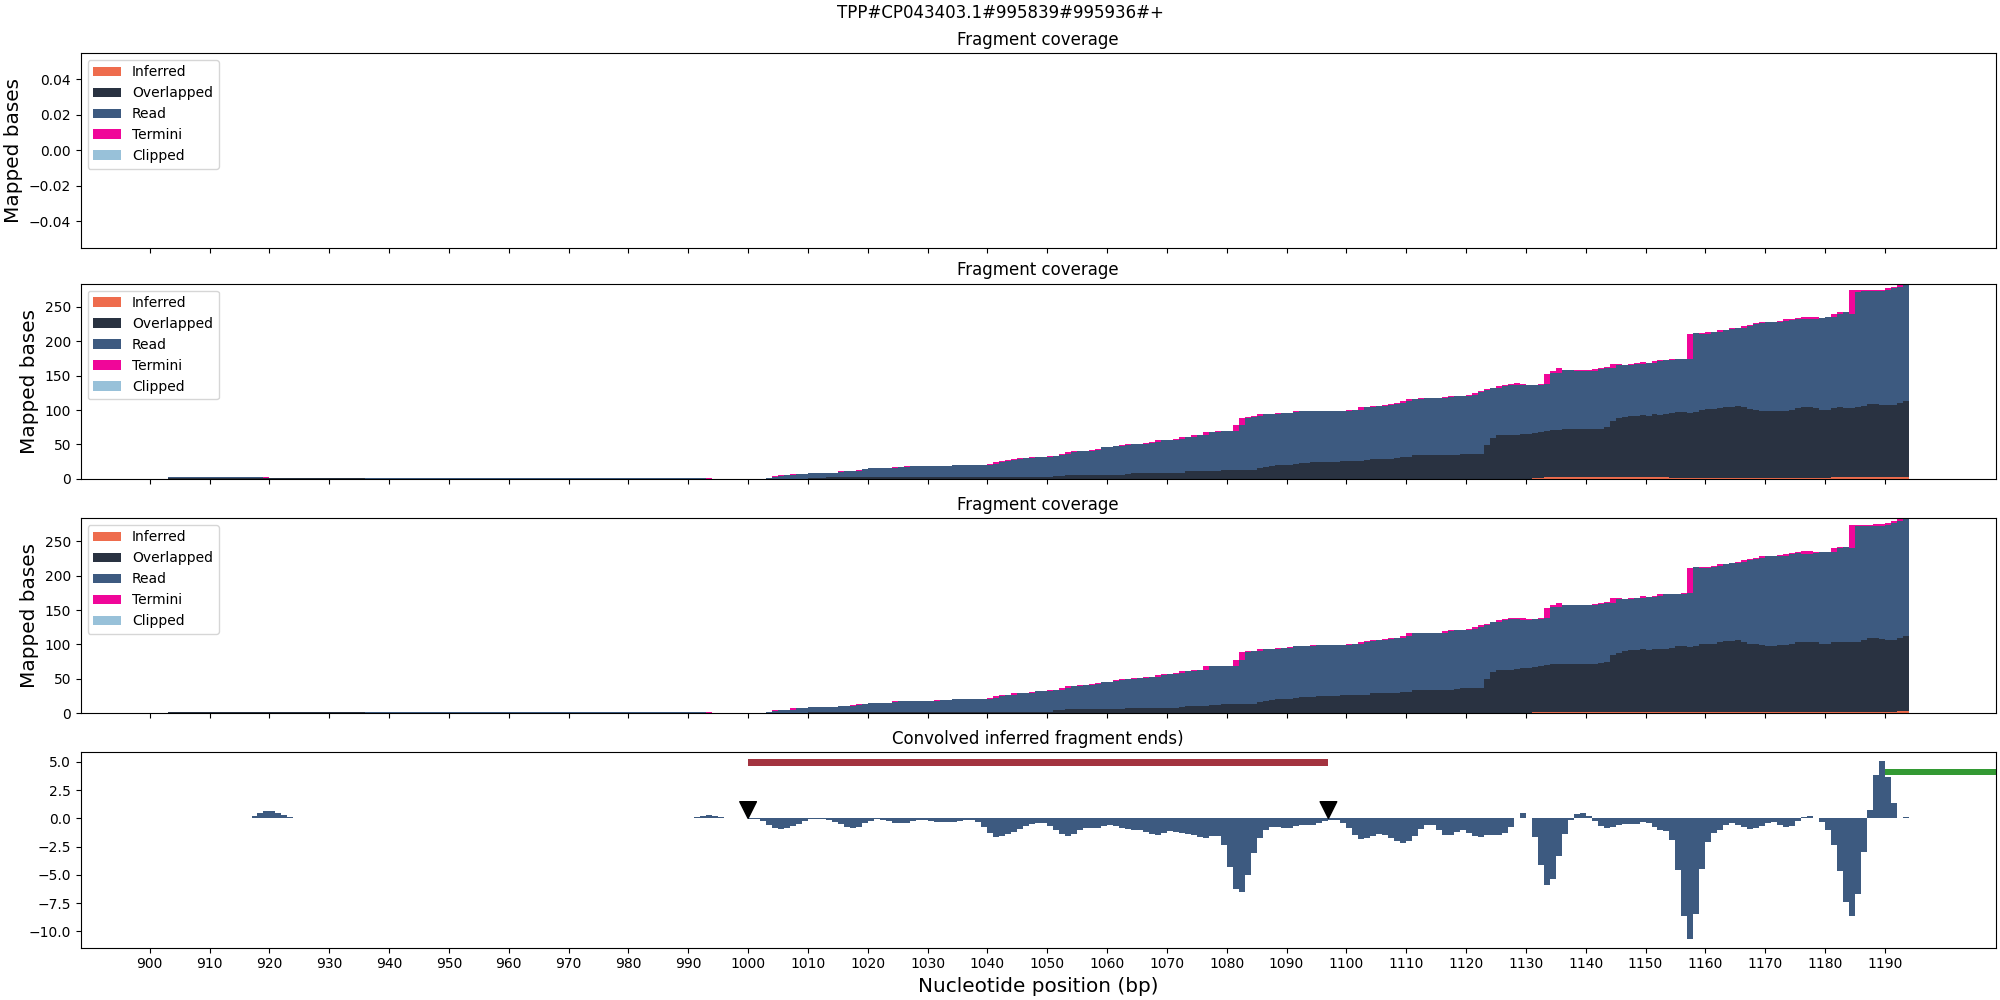 TPP#CP043403.1#995839#995936#+
Fragment coverage
Mapped bases
0.04
0.02
0.00
−0.02
−0.04
Inferred
Overlapped
Read
Termini
Clipped
Fragment coverage
Mapped bases
250
200
150
100
50
0
Inferred
Overlapped
Read
Termini
Clipped
Fragment coverage
Mapped bases
250
200
150
100
50
0
Inferred
Overlapped
Read
Termini
Clipped
Convolved inferred fragment ends)
5.0
2.5
0.0
−2.5
−5.0
−7.5
−10.0
900 910 920 930 940 950 960 970 980 990 1000 1010 1020 1030 1040 1050 1060 1070 1080 1090 1100 1110 1120 1130 1140 1150 1160 1170 1180 1190
Nucleotide position (bp)